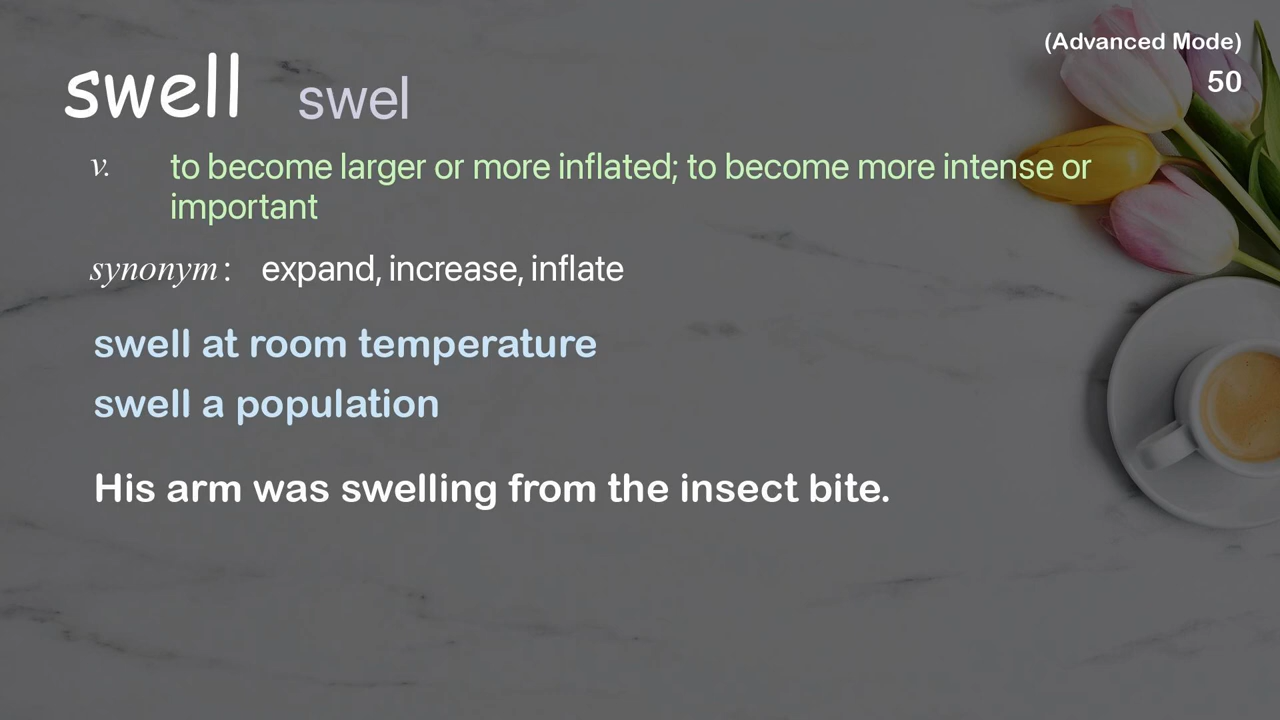 (Advanced Mode)
50
swell swel
v. to become larger or more inflated; to become more intense or
important
synonym: expand, increase, inflate
swell at room temperature
swell a population
His arm was swelling from the insect bite.